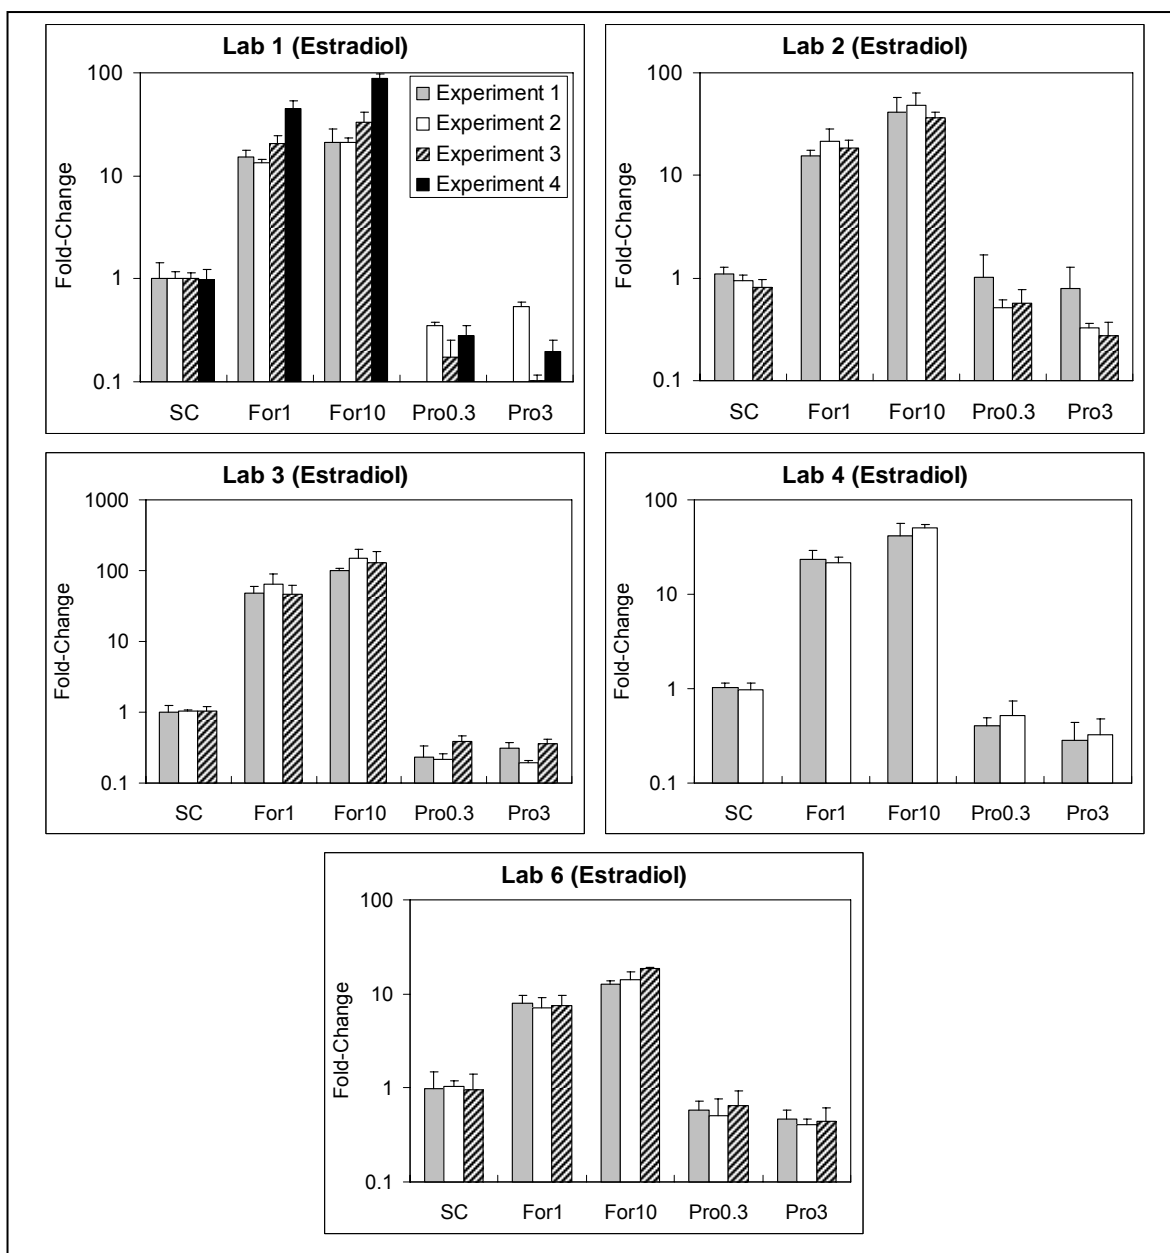 Lab 1 (Estradiol)
Fold-Change
100
10
1
0.1
Experiment 1
Experiment 2
Experiment 3
Experiment 4
SC For1 For10 Pro0.3 Pro3
Lab 2 (Estradiol)
Fold-Change
100
10
1
0.1
SC For1 For10 Pro0.3 Pro3
Lab 3 (Estradiol)
Fold-Change
1000
100
10
1
0.1
SC For1 For10 Pro0.3 Pro3
Lab 4 (Estradiol)
Fold-Change
100
10
1
0.1
SC For1 For10 Pro0.3 Pro3
Lab 6 (Estradiol)
Fold-Change
100
10
1
0.1
SC For1 For10 Pro0.3 Pro3